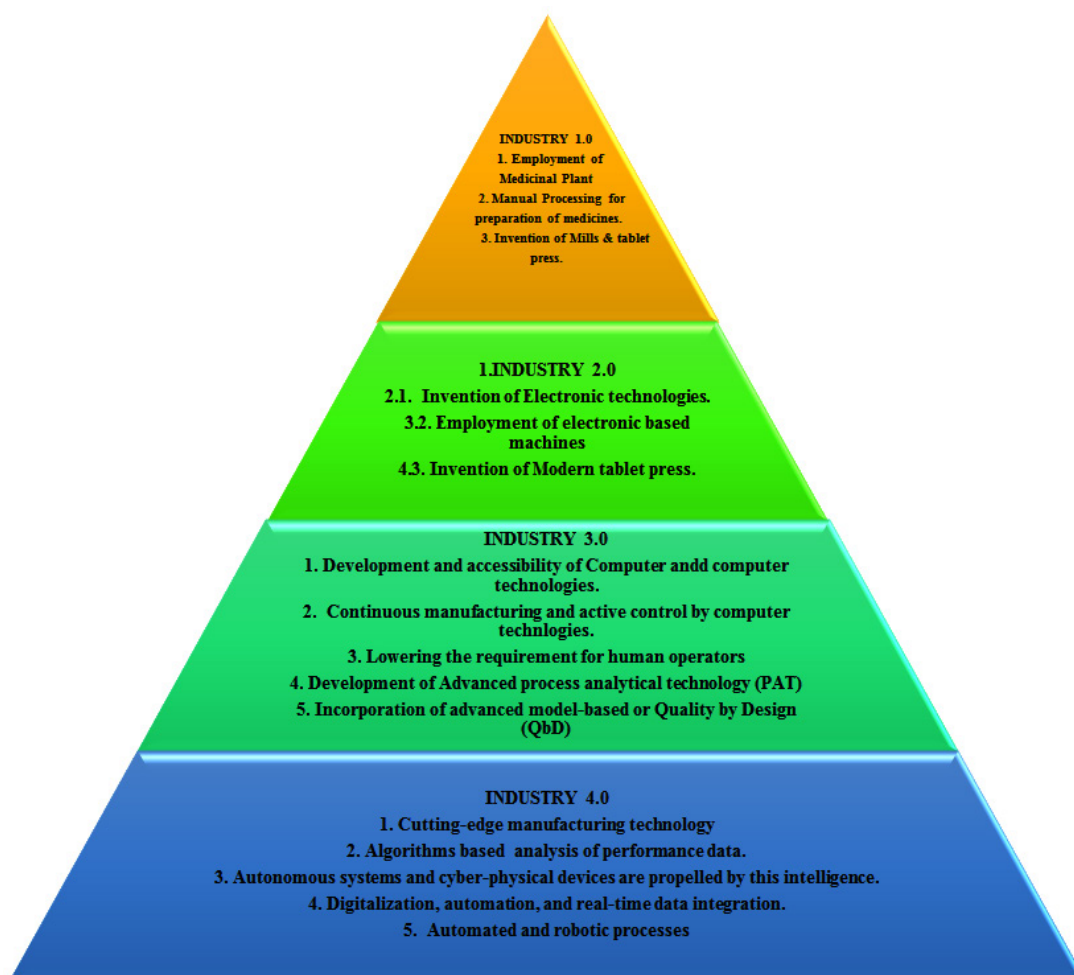 INDUSTRY 1.0
1. Employment of
Medicinal Plant
2. Manual Processing for
preparation of medicines.
3. Invention of Mills & tablet
press.
1.INDUSTRY 2.0
2.1. Invention of Electronic technologies.
3.2. Employment of electronic based
machines
4.3. Invention of Modern tablet press.
INDUSTRY 3.0
1. Development and accessibility of Computer andd computer
technologies.
2. Continuous manufacturing and active control by computer
technlogies.
3. Lowering the requirement for human operators
4. Development of Advanced process analytical technology (PAT)
5. Incorporation of advanced model-based or Quality by Design
(QbD)
INDUSTRY 4.0
1. Cutting-edge manufacturing technology
2. Algorithms based analysis of performance data.
3. Autonomous systems and cyber-physical devices are propelled by this intelligence.
4. Digitalization, automation, and real-time data integration.
5. Automated and robotic processes